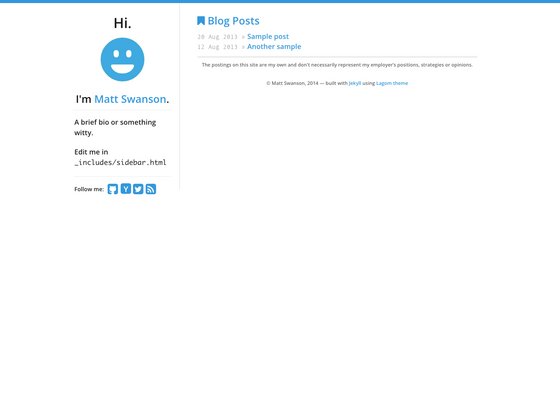 Hi.
I'm Matt Swanson.
A brief bio or something
witty.
Edit me in
_includes/sidebar.html
Follow me:
Blog Posts
20 Aug 2013 » Sample post
12 Aug 2013 » Another sample
The postings on this site are my own and don't necessarily represent my employer's positions, strategies or opinions.
© Matt Swanson, 2014 — built with Jekyll using Lagom theme